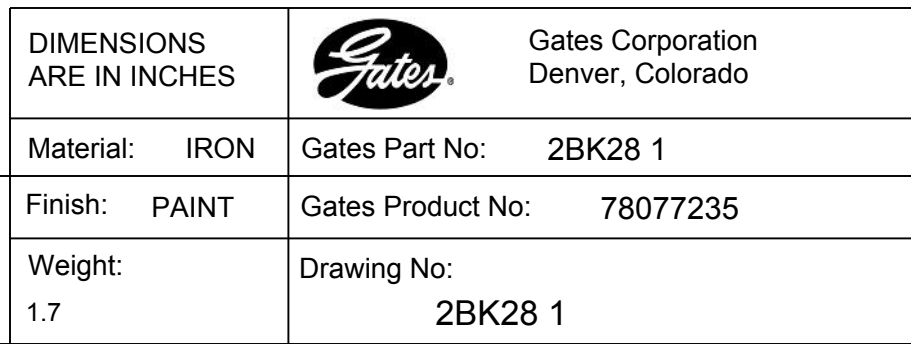 DIMENSIONS
ARE IN INCHES
Gates®
Gates Corporation
Denver, Colorado
Material: IRON
Gates Part No: 2BK28 1
Finish: PAINT
Gates Product No: 78077235
Weight:
1.7
Drawing No:
2BK28 1